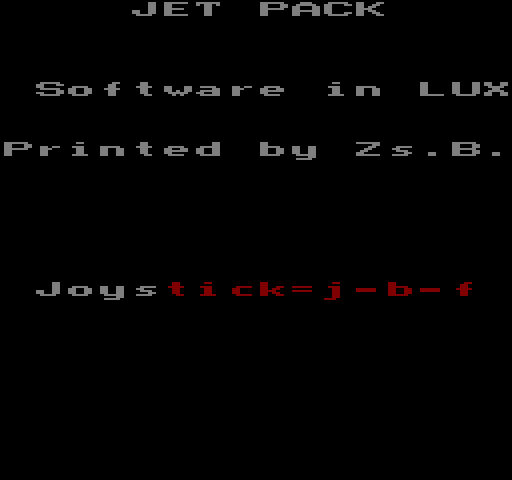 JET PACK
Software in LUX
Printed by Zs.B.
Joystick=j-b-f